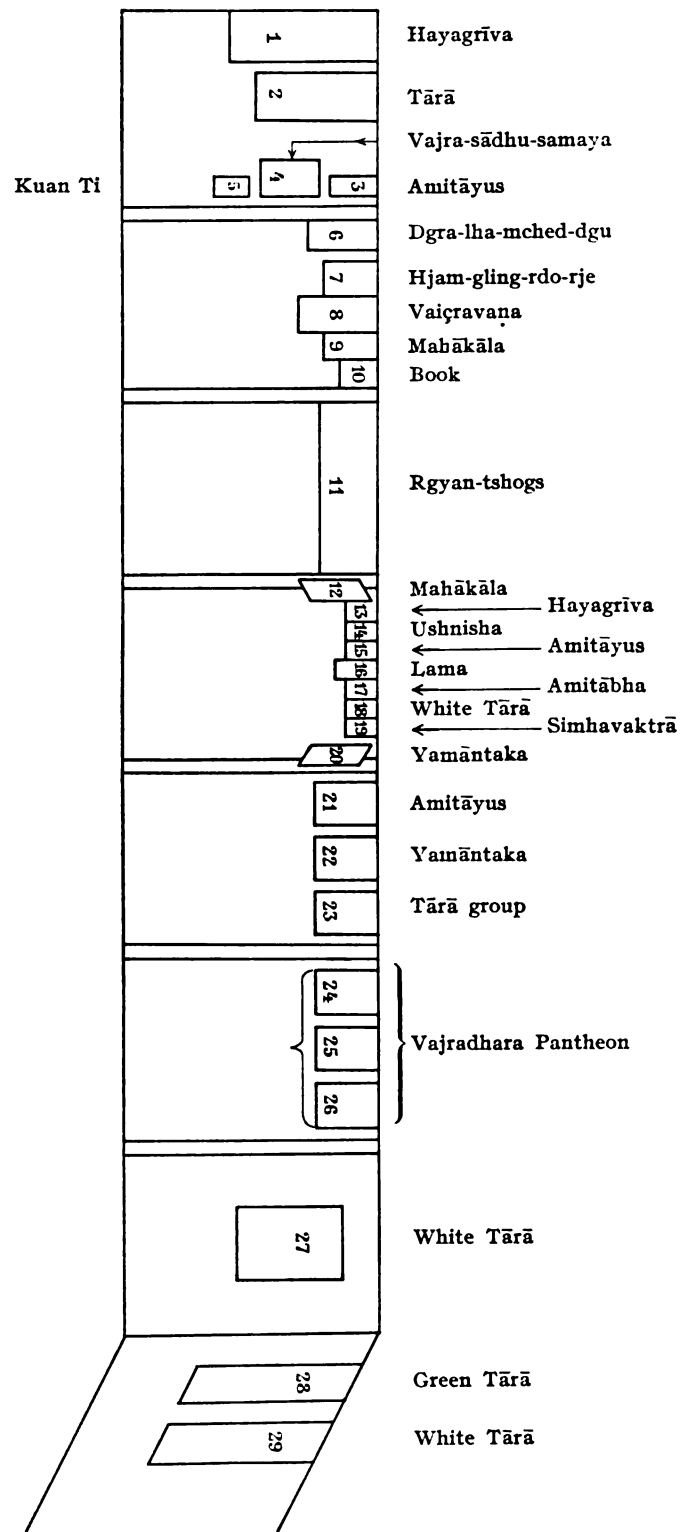 1 Hayagrīva
2 Tārā
Vajra-sādhu-samaya
Kuan Ti 5 4 3 Amitāyus
6 Dgra-lha-mched-dgu
7 Hjam-gling-rdo-rje
8 Vaiçravaṇa
9 Mahākāla
10 Book
11 Rgyan-tshogs
12 Mahākāla
13 Hayagrīva
14 Ushnisha
15 Amitāyus
16 Lama
17 Amitābha
18 White Tārā
19 Simhavaktrā
20 Yamāntaka
21 Amitāyus
22 Yamāntaka
23 Tārā group
24
25 Vajradhara Pantheon
26
27 White Tārā
28 Green Tārā
29 White Tārā